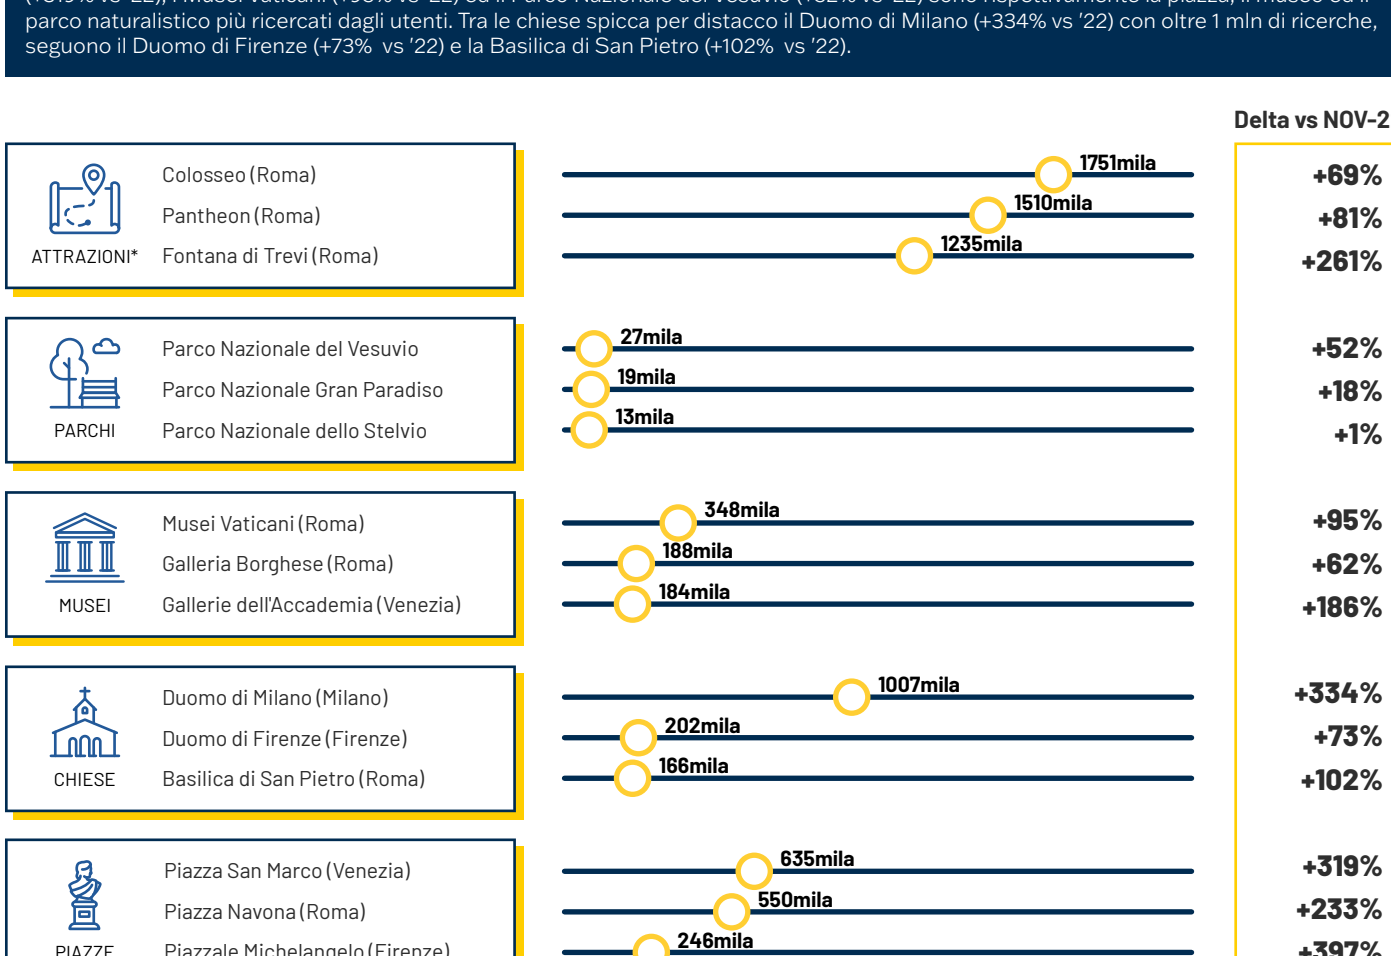 parco naturalistico più ricercati dagli utenti. Tra le chiese spicca per distacco il Duomo di Milano (+334% vs '22) con oltre 1 mln di ricerche,
seguono il Duomo di Firenze (+73% vs '22) e la Basilica di San Pietro (+102% vs '22).
Delta vs NOV-2
ATTRAZIONI*
Colosseo (Roma) 1751mila +69%
Pantheon (Roma) 1510mila +81%
Fontana di Trevi (Roma) 1235mila +261%
PARCHI
Parco Nazionale del Vesuvio 27mila +52%
Parco Nazionale Gran Paradiso 19mila +18%
Parco Nazionale dello Stelvio 13mila +1%
MUSEI
Musei Vaticani (Roma) 348mila +95%
Galleria Borghese (Roma) 188mila +62%
Gallerie dell'Accademia (Venezia) 184mila +186%
CHIESE
Duomo di Milano (Milano) 1007mila +334%
Duomo di Firenze (Firenze) 202mila +73%
Basilica di San Pietro (Roma) 166mila +102%
PIAZZE
Piazza San Marco (Venezia) 635mila +319%
Piazza Navona (Roma) 550mila +233%
Piazzale Michelangelo (Firenze) 246mila +397%